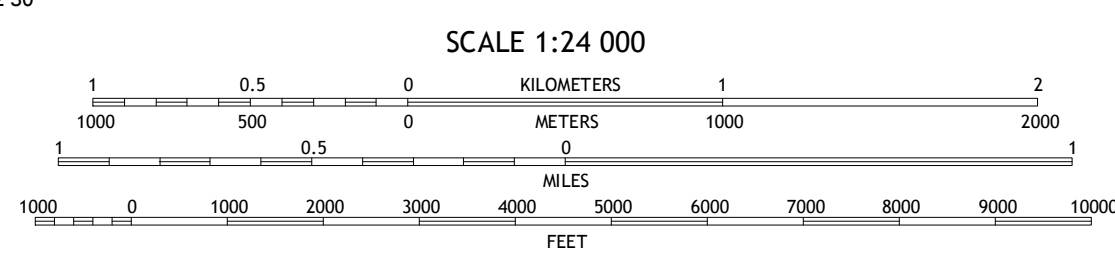 SCALE 1:24 000
1 0.5 0 KILOMETERS 1 2
1000 500 0 METERS 1000 2000
1 0.5 0 1
MILES
1000 0 1000 2000 3000 4000 5000 6000 7000 8000 9000 10000
FEET